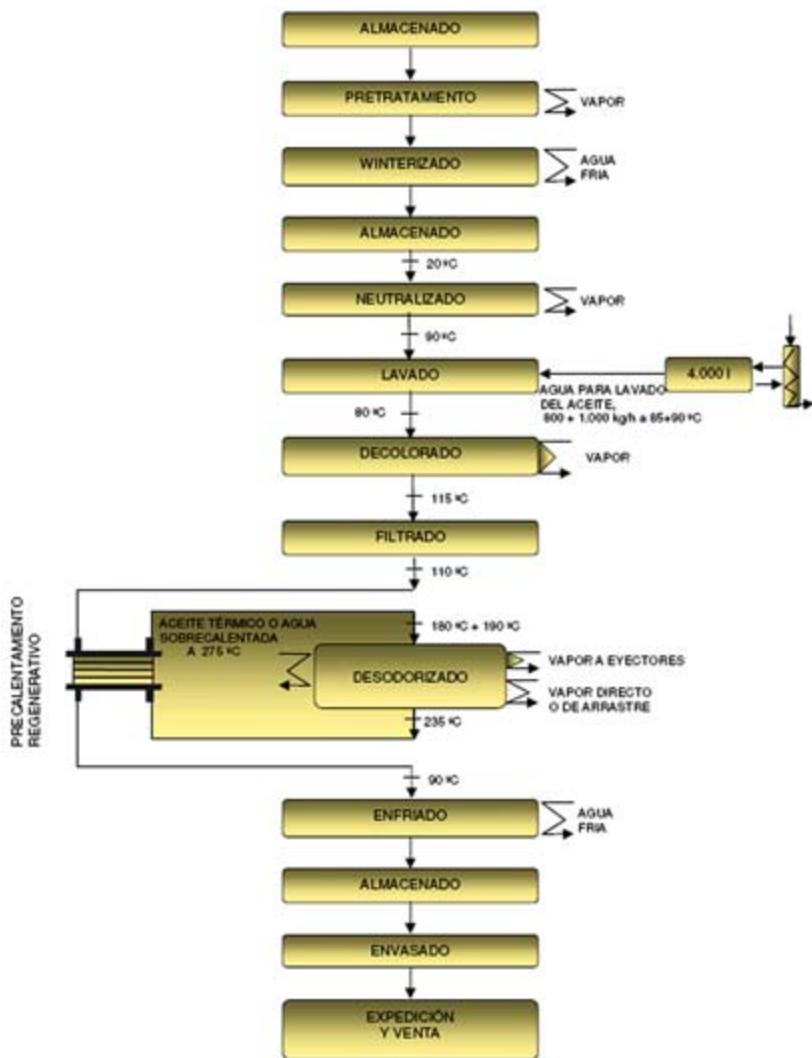 ALMACENADO
PRETRATAMIENTO
VAPOR
WINTERIZADO
AGUA
FRIA
ALMACENADO
20 ºC
NEUTRALIZADO
VAPOR
90 ºC
LAVADO
4.000 l
AGUA PARA LAVADO
DEL ACEITE,
800 + 1.000 kg/h a 85+90 ºC
80 ºC
DECOLORADO
VAPOR
115 ºC
FILTRADO
110 ºC
PRECALENTAMIENTO
REGENERATIVO
ACEITE TÉRMICO O AGUA
SOBRECALENTADA
A 275 ºC
180 ºC + 190 ºC
DESODORIZADO
VAPOR A EYECTORES
VAPOR DIRECTO
O DE ARRASTRE
235 ºC
90 ºC
ENFRIADO
AGUA
FRIA
ALMACENADO
ENVASADO
EXPEDICIÓN
Y VENTA